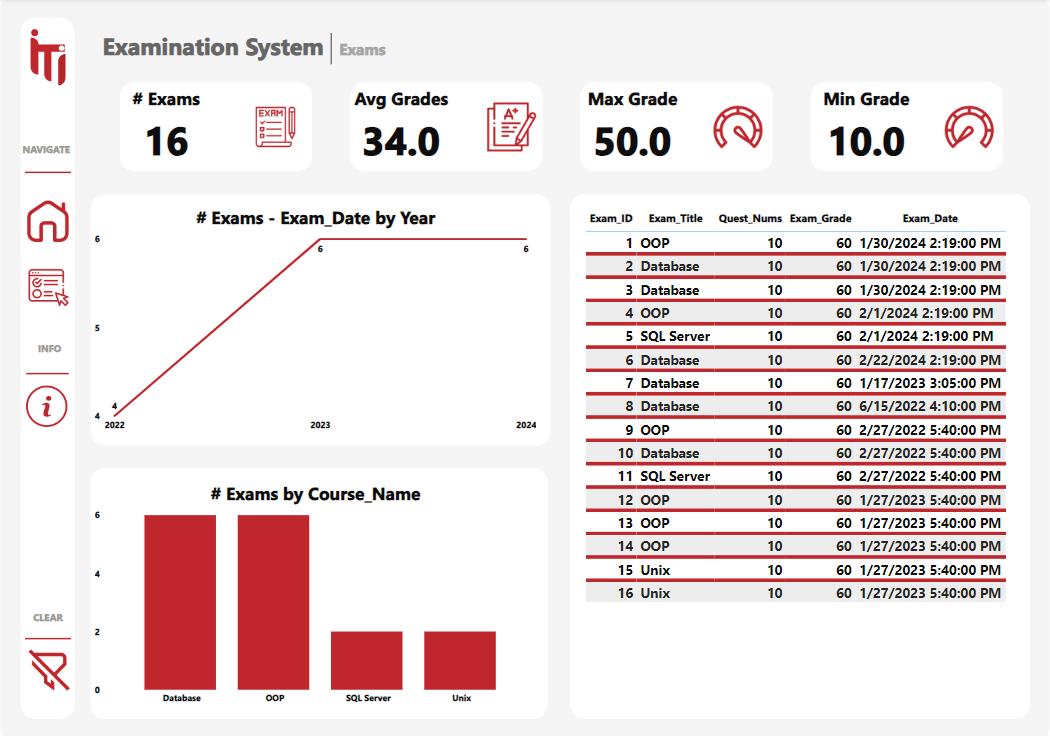 iTi
Examination System
Exams
# Exams
16
EXAM
Avg Grades
34.0
A+
Max Grade
50.0
Min Grade
10.0
NAVIGATE
INFO
i
CLEAR
# Exams - Exam_Date by Year
6
5
4
4
6
6
2022 2023 2024
# Exams by Course_Name
6
4
2
0
Database OOP SQL Server Unix
Exam_ID Exam_Title Quest_Nums Exam_Grade Exam_Date
1 OOP 10 60 1/30/2024 2:19:00 PM
2 Database 10 60 1/30/2024 2:19:00 PM
3 Database 10 60 1/30/2024 2:19:00 PM
4 OOP 10 60 2/1/2024 2:19:00 PM
5 SQL Server 10 60 2/1/2024 2:19:00 PM
6 Database 10 60 2/22/2024 2:19:00 PM
7 Database 10 60 1/17/2023 3:05:00 PM
8 Database 10 60 6/15/2022 4:10:00 PM
9 OOP 10 60 2/27/2022 5:40:00 PM
10 Database 10 60 2/27/2022 5:40:00 PM
11 SQL Server 10 60 2/27/2022 5:40:00 PM
12 OOP 10 60 1/27/2023 5:40:00 PM
13 OOP 10 60 1/27/2023 5:40:00 PM
14 OOP 10 60 1/27/2023 5:40:00 PM
15 Unix 10 60 1/27/2023 5:40:00 PM
16 Unix 10 60 1/27/2023 5:40:00 PM